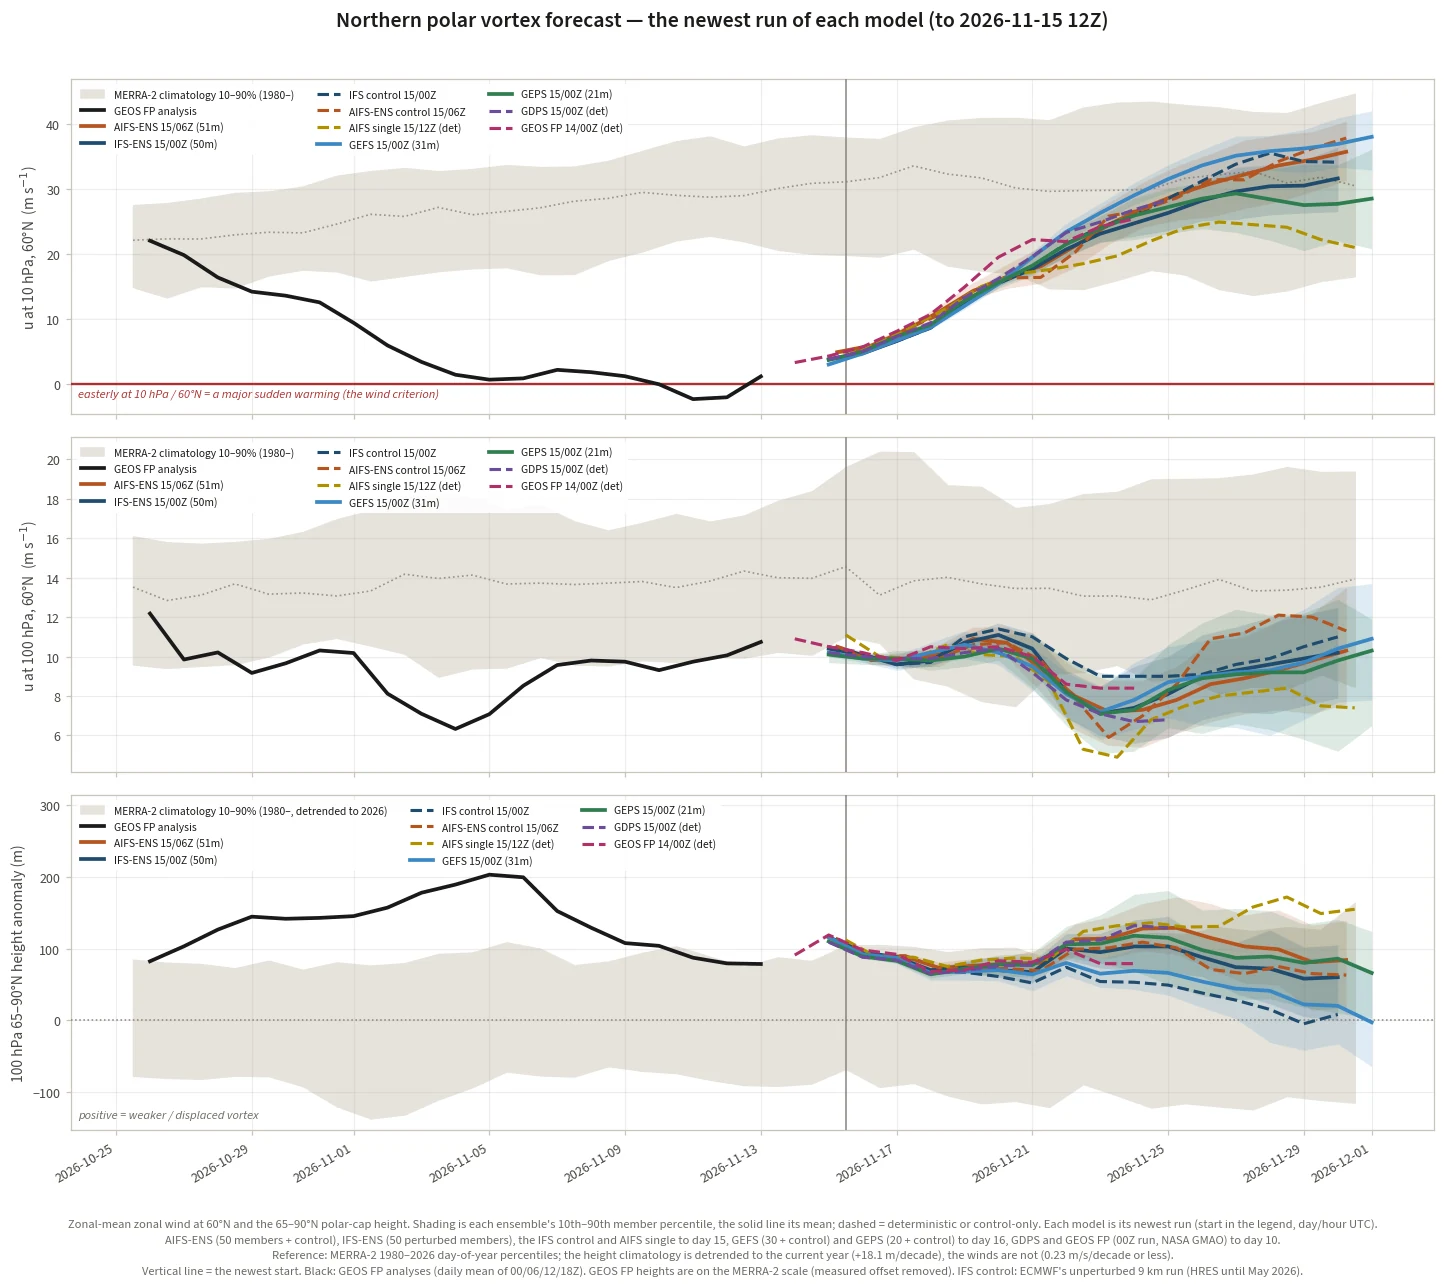 Northern polar vortex forecast — the newest run of each model (to 2026-11-15 12Z)
u at 10 hPa, 60°N (m s⁻¹)
40
30
20
10
0
MERRA-2 climatology 10–90% (1980–)
GEOS FP analysis
AIFS-ENS 15/06Z (51m)
IFS-ENS 15/00Z (50m)
IFS control 15/00Z
AIFS-ENS control 15/06Z
AIFS single 15/12Z (det)
GEFS 15/00Z (31m)
GEPS 15/00Z (21m)
GDPS 15/00Z (det)
GEOS FP 14/00Z (det)
easterly at 10 hPa / 60°N = a major sudden warming (the wind criterion)
u at 100 hPa, 60°N (m s⁻¹)
20
18
16
14
12
10
8
6
MERRA-2 climatology 10–90% (1980–)
GEOS FP analysis
AIFS-ENS 15/06Z (51m)
IFS-ENS 15/00Z (50m)
IFS control 15/00Z
AIFS-ENS control 15/06Z
AIFS single 15/12Z (det)
GEFS 15/00Z (31m)
GEPS 15/00Z (21m)
GDPS 15/00Z (det)
GEOS FP 14/00Z (det)
100 hPa 65–90°N height anomaly (m)
300
200
100
0
−100
MERRA-2 climatology 10–90% (1980–, detrended to 2026)
GEOS FP analysis
AIFS-ENS 15/06Z (51m)
IFS-ENS 15/00Z (50m)
IFS control 15/00Z
AIFS-ENS control 15/06Z
AIFS single 15/12Z (det)
GEFS 15/00Z (31m)
GEPS 15/00Z (21m)
GDPS 15/00Z (det)
GEOS FP 14/00Z (det)
positive = weaker / displaced vortex
2026-10-25
2026-10-29
2026-11-01
2026-11-05
2026-11-09
2026-11-13
2026-11-17
2026-11-21
2026-11-25
2026-11-29
2026-12-01
Zonal-mean zonal wind at 60°N and the 65–90°N polar-cap height. Shading is each ensemble's 10th–90th member percentile, the solid line its mean; dashed = deterministic or control-only. Each model is its newest run (start in the legend, day/hour UTC).
AIFS-ENS (50 members + control), IFS-ENS (50 perturbed members), the IFS control and AIFS single to day 15, GEFS (30 + control) and GEPS (20 + control) to day 16, GDPS and GEOS FP (00Z run, NASA GMAO) to day 10.
Reference: MERRA-2 1980–2026 day-of-year percentiles; the height climatology is detrended to the current year (+18.1 m/decade), the winds are not (0.23 m/s/decade or less).
Vertical line = the newest start. Black: GEOS FP analyses (daily mean of 00/06/12/18Z). GEOS FP heights are on the MERRA-2 scale (measured offset removed). IFS control: ECMWF's unperturbed 9 km run (HRES until May 2026).